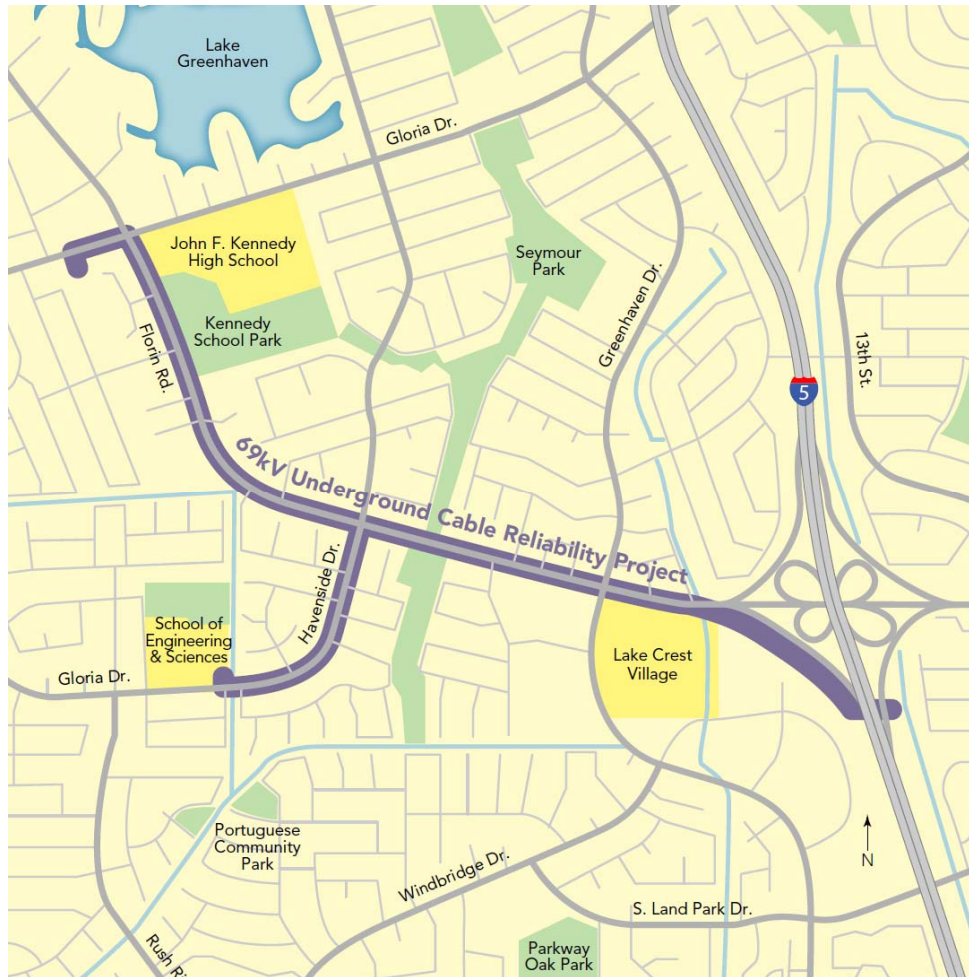 Lake
Greenhaven
Gloria Dr.
John F. Kennedy
High School
Seymour
Park
Kennedy
School Park
Greenhaven Dr.
Florin Rd.
13th St.
5
69kV Underground Cable Reliability Project
Havenside Dr.
School of
Engineering
& Sciences
Lake Crest
Village
Gloria Dr.
Portuguese
Community
Park
Windbridge Dr.
N
S. Land Park Dr.
Rush Ri
Parkway
Oak Park